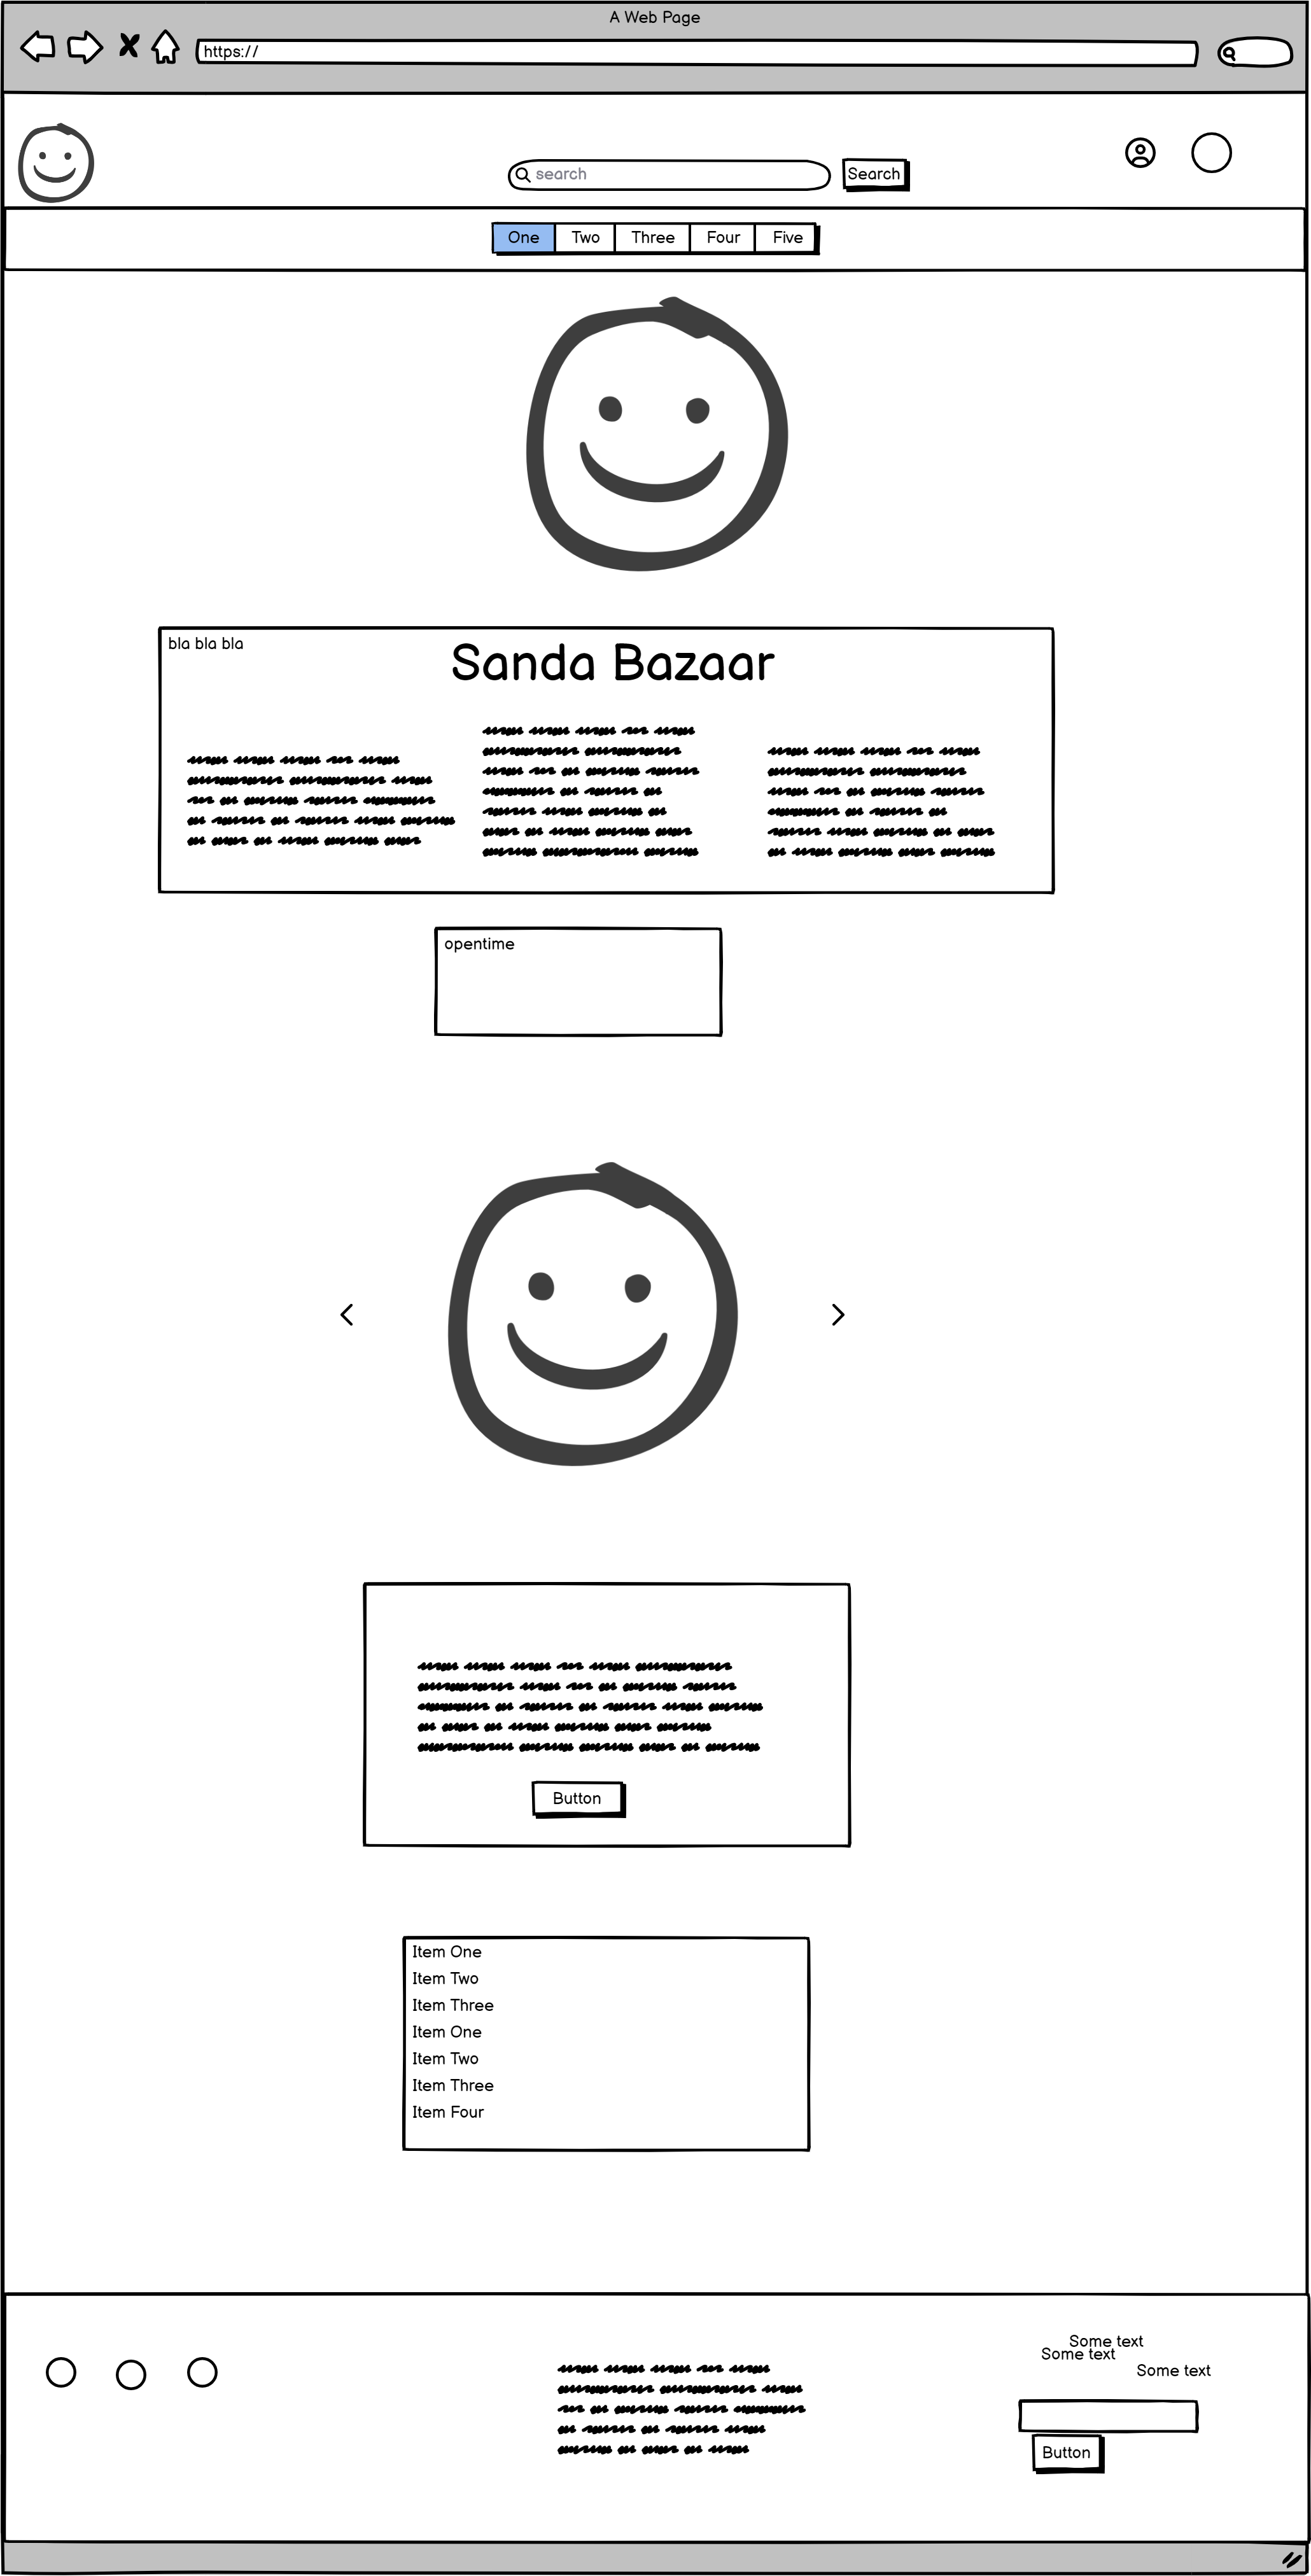 A Web Page
https://
search
Search
One Two Three Four Five
bla bla bla
Sanda Bazaar
opentime
Button
Item One
Item Two
Item Three
Item One
Item Two
Item Three
Item Four
Some text
Some text
Some text
Button